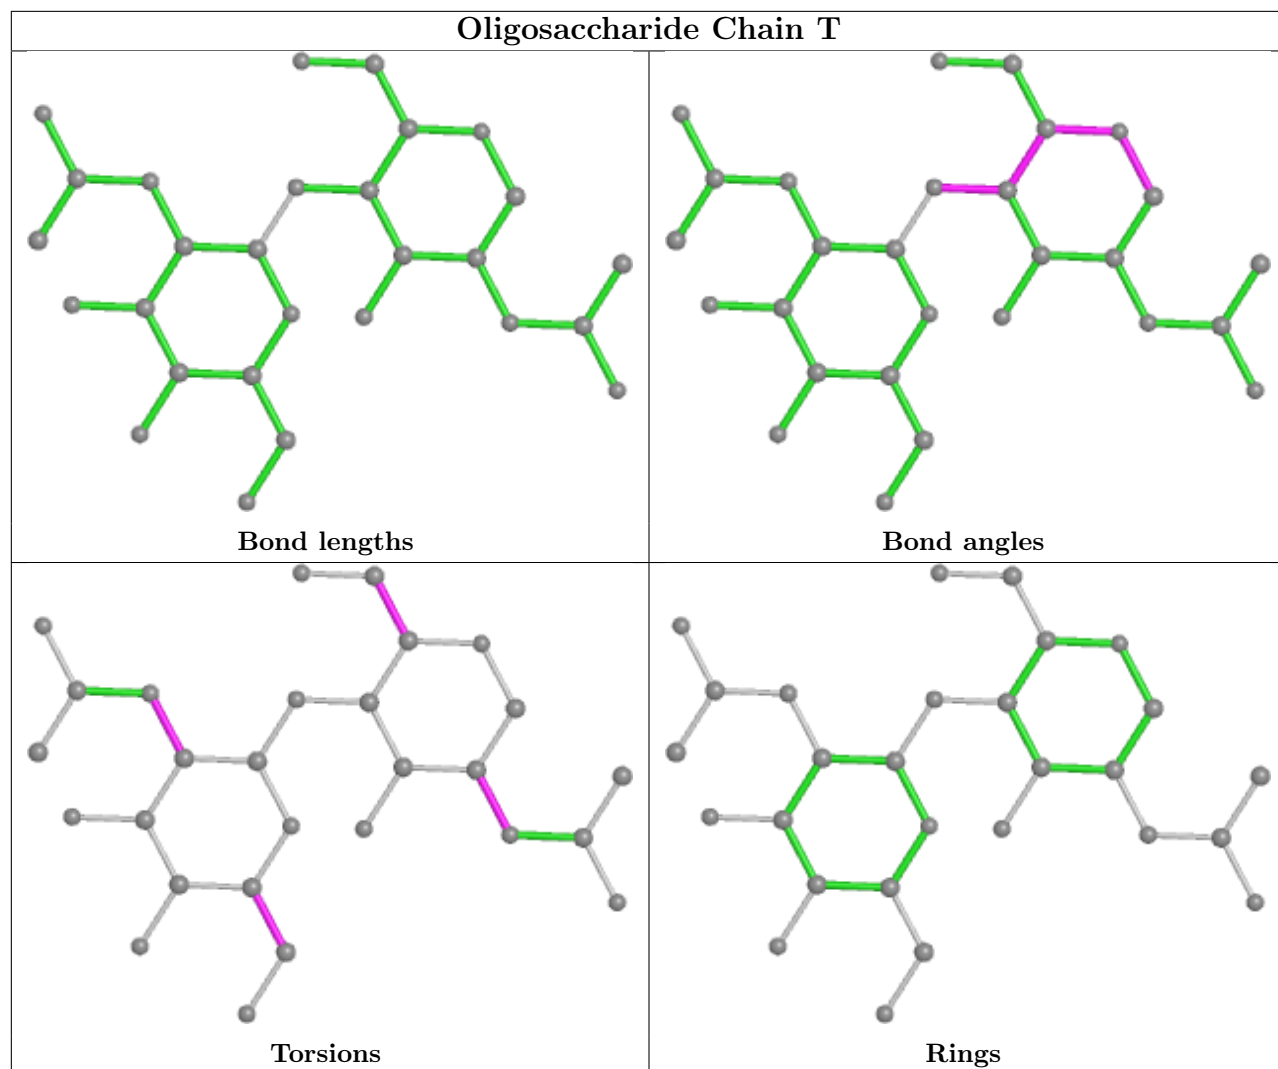 Oligosaccharide Chain T
Bond lengths
Bond angles
Torsions
Rings